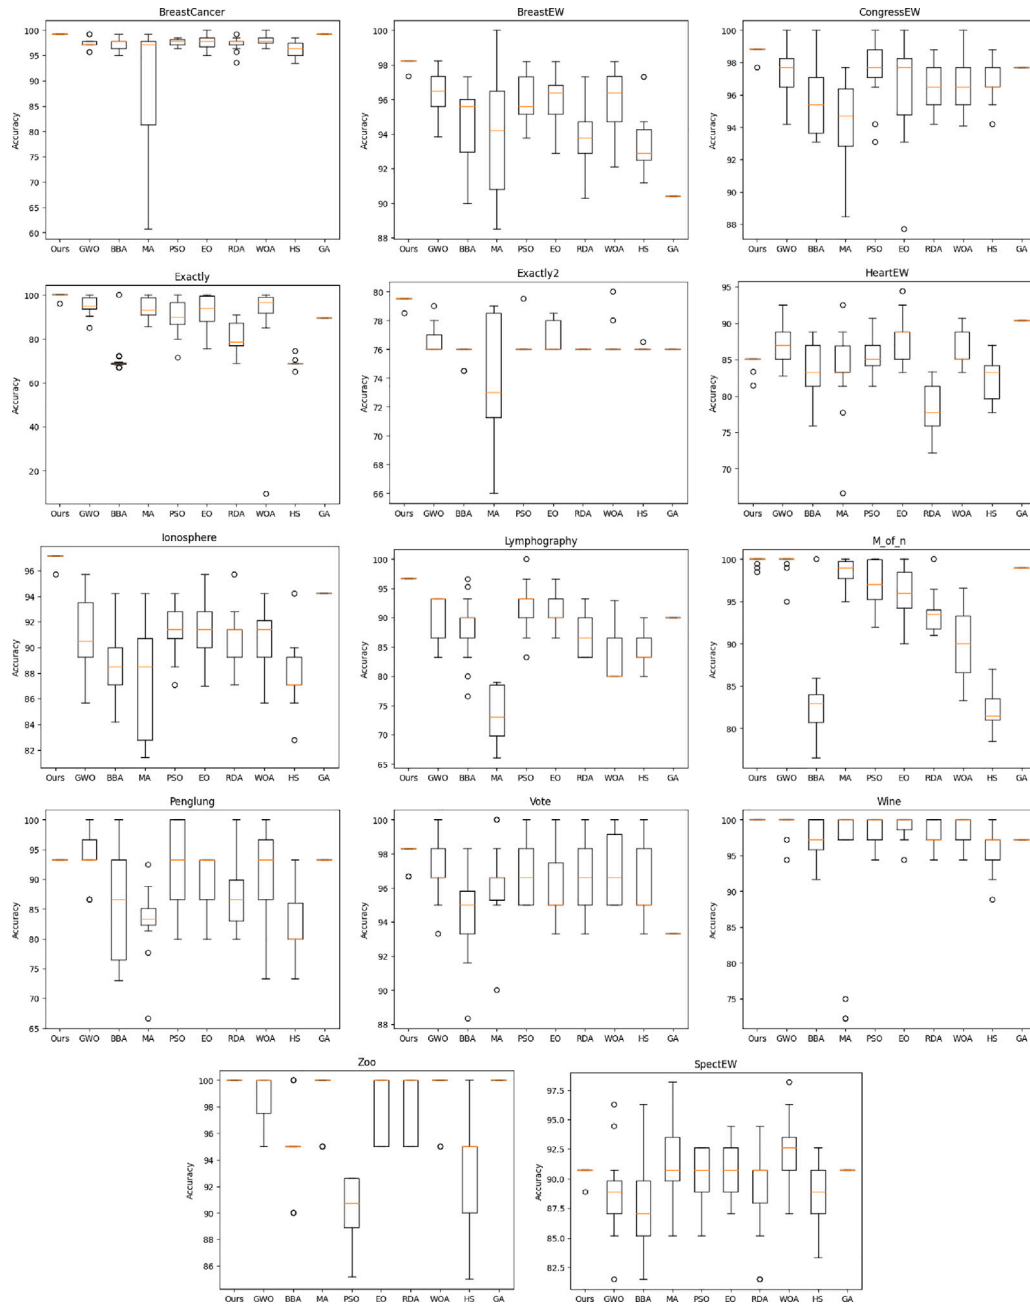 BreastCancer
100
95
90
85
80
75
70
65
60
Accuracy
Ours GWO BBA MA PSO EO RDA WOA HS GA
BreastEW
100
98
96
94
92
90
88
Accuracy
Ours GWO BBA MA PSO EO RDA WOA HS GA
CongressEW
100
98
96
94
92
90
88
Accuracy
Ours GWO BBA MA PSO EO RDA WOA HS GA
Exactly
100
80
60
40
20
Accuracy
Ours GWO BBA MA PSO EO RDA WOA HS GA
Exactly2
80
78
76
74
72
70
68
66
Accuracy
Ours GWO BBA MA PSO EO RDA WOA HS GA
HeartEW
95
90
85
80
75
70
Accuracy
Ours GWO BBA MA PSO EO RDA WOA HS GA
Ionosphere
96
94
92
90
88
86
84
82
Accuracy
Ours GWO BBA MA PSO EO RDA WOA HS GA
Lymphography
100
95
90
85
80
75
70
65
Accuracy
Ours GWO BBA MA PSO EO RDA WOA HS GA
M_of_n
100
95
90
85
80
Accuracy
Ours GWO BBA MA PSO EO RDA WOA HS GA
Penglung
100
95
90
85
80
75
70
65
Accuracy
Ours GWO BBA MA PSO EO RDA WOA HS GA
Vote
100
98
96
94
92
90
88
Accuracy
Ours GWO BBA MA PSO EO RDA WOA HS GA
Wine
100
95
90
85
80
75
Accuracy
Ours GWO BBA MA PSO EO RDA WOA HS GA
Zoo
100
98
96
94
92
90
88
86
Accuracy
Ours GWO BBA MA PSO EO RDA WOA HS GA
SpectEW
97.5
95.0
92.5
90.0
87.5
85.0
82.5
Accuracy
Ours GWO BBA MA PSO EO RDA WOA HS GA